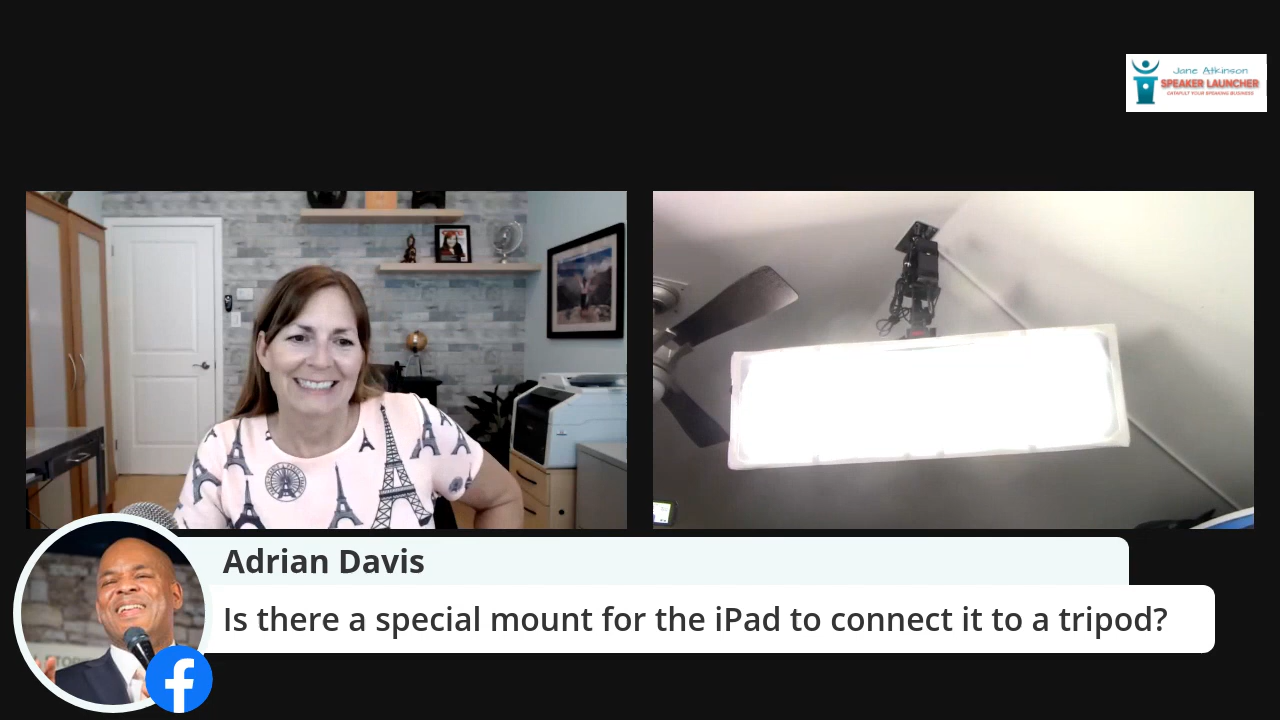 Jane Atkinson
SPEAKER LAUNCHER
CATAPULT YOUR SPEAKING BUSINESS
Adrian Davis
Is there a special mount for the iPad to connect it to a tripod?